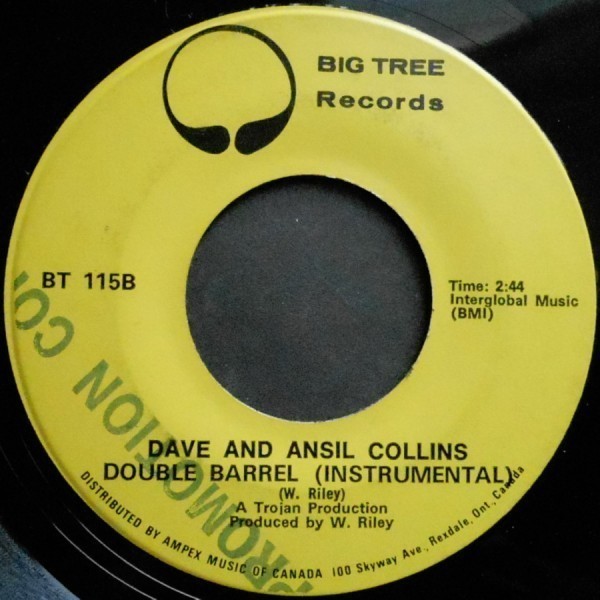 BIG TREE
Records
BT 115B
Time: 2:44
Interglobal Music
(BMI)
DAVE AND ANSIL COLLINS
DOUBLE BARREL (INSTRUMENTAL)
(W. Riley)
A Trojan Production
Produced by W. Riley
DISTRIBUTED BY AMPEX MUSIC OF CANADA 100 Skyway Ave., Rexdale, Ont., Canada
PROMOTION